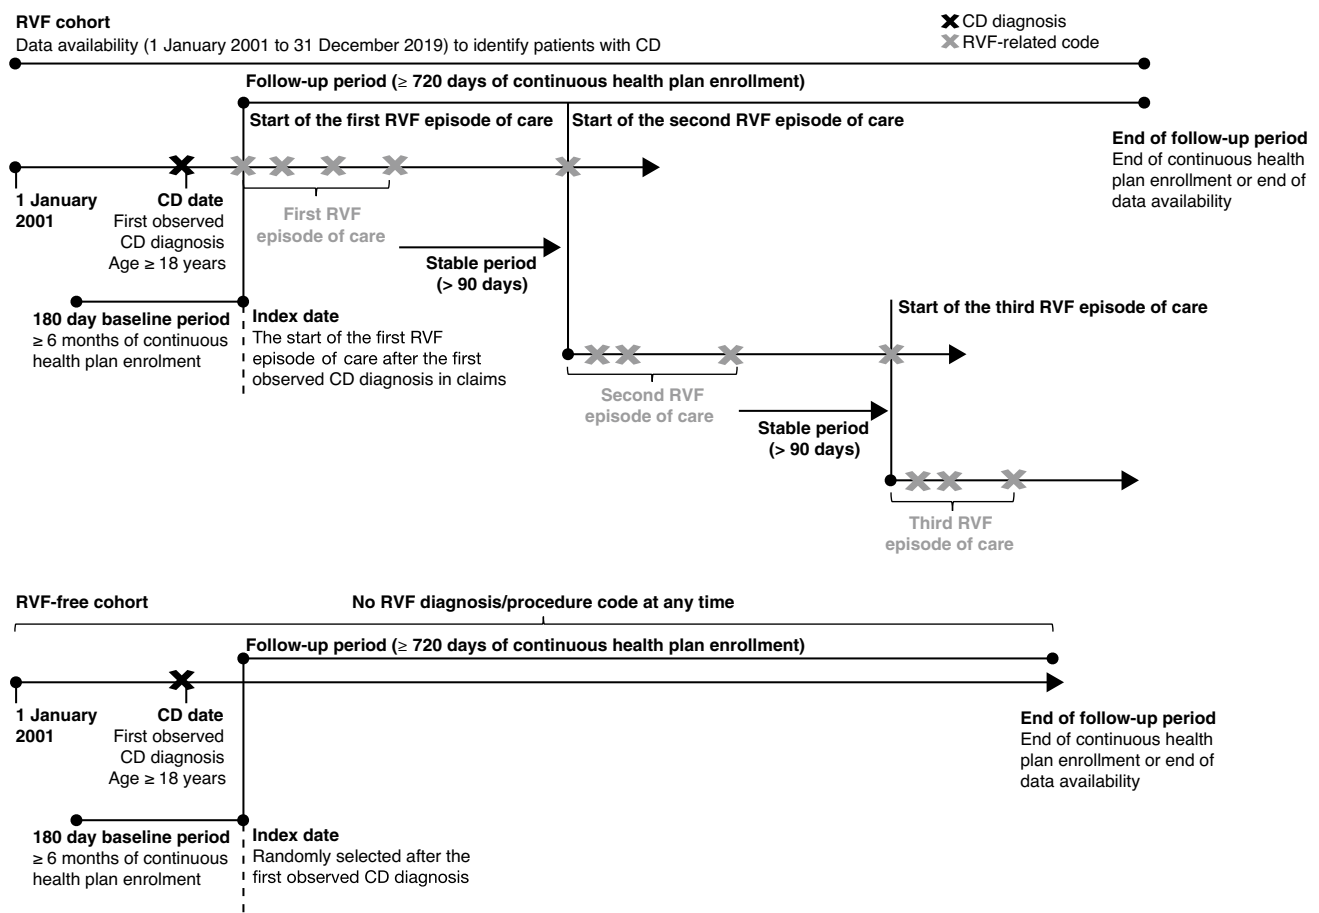 RVF cohort
Data availability (1 January 2001 to 31 December 2019) to identify patients with CD
CD diagnosis
RVF-related code
Follow-up period (≥ 720 days of continuous health plan enrollment)
Start of the first RVF episode of care
Start of the second RVF episode of care
End of follow-up period
End of continuous health
plan enrollment or end of
data availability
1 January
2001
CD date
First observed
CD diagnosis
Age ≥ 18 years
First RVF
episode of care
Stable period
(> 90 days)
180 day baseline period
≥ 6 months of continuous
health plan enrolment
Index date
The start of the first RVF
episode of care after the first
observed CD diagnosis in claims
Start of the third RVF episode of care
Second RVF
episode of care
Stable period
(> 90 days)
Third RVF
episode of care
RVF-free cohort
No RVF diagnosis/procedure code at any time
Follow-up period (≥ 720 days of continuous health plan enrollment)
1 January
2001
CD date
First observed
CD diagnosis
Age ≥ 18 years
End of follow-up period
End of continuous health
plan enrollment or end of
data availability
180 day baseline period
≥ 6 months of continuous
health plan enrolment
Index date
Randomly selected after the
first observed CD diagnosis